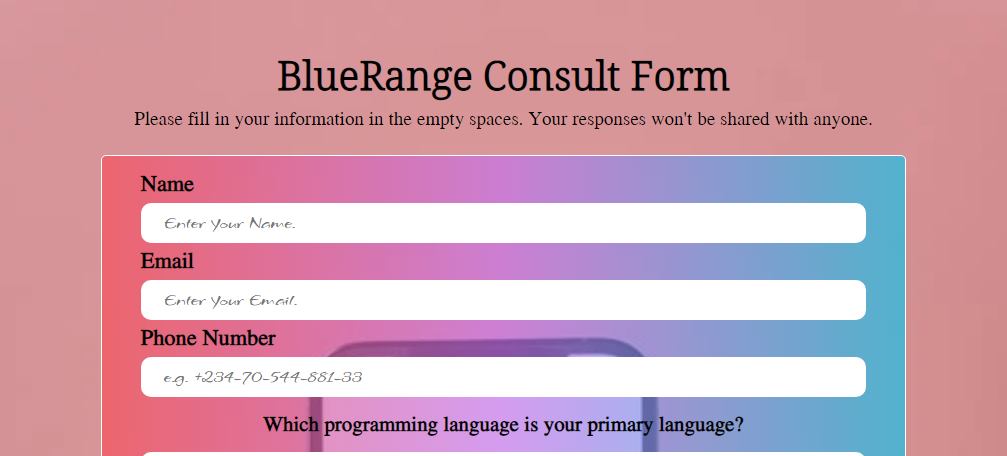 BlueRange Consult Form
Please fill in your information in the empty spaces. Your responses won't be shared with anyone.
Name
Enter Your Name.
Email
Enter Your Email.
Phone Number
e.g. +234-70-544-881-33
Which programming language is your primary language?